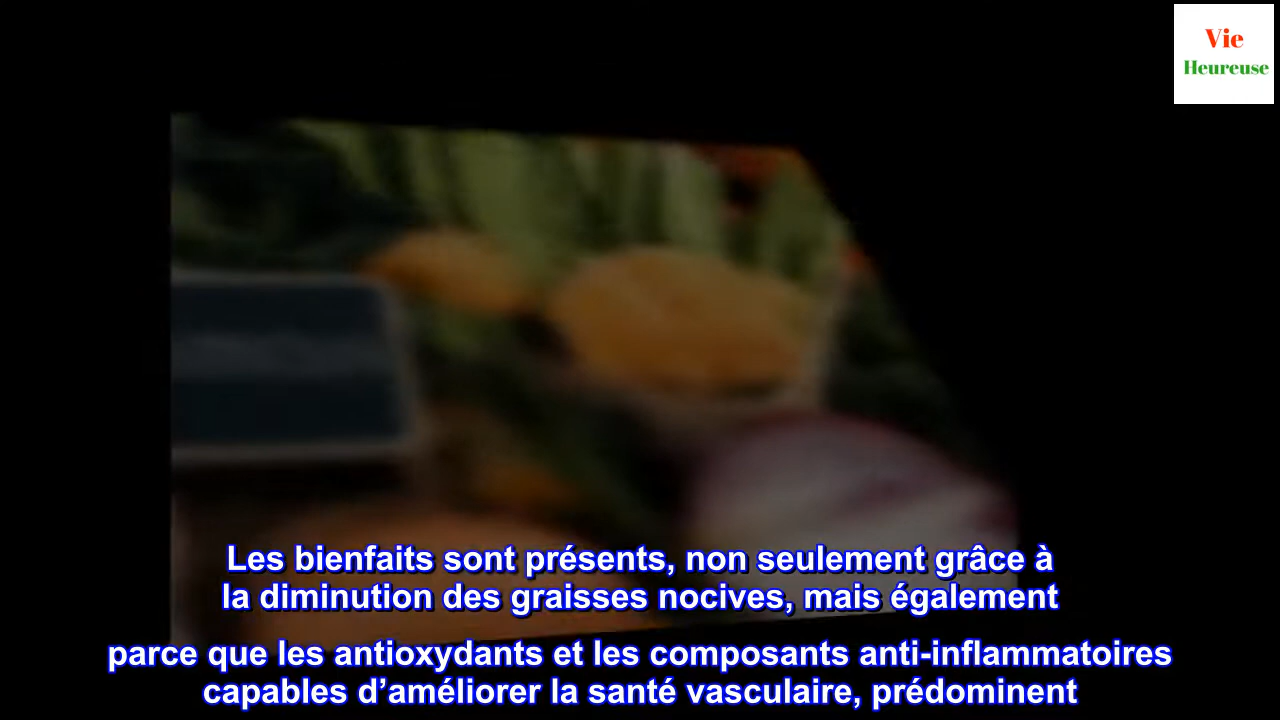 Vie
Heureuse
Les bienfaits sont présents, non seulement grâce à
la diminution des graisses nocives, mais également
parce que les antioxydants et les composants anti-inflammatoires
capables d’améliorer la santé vasculaire, prédominent